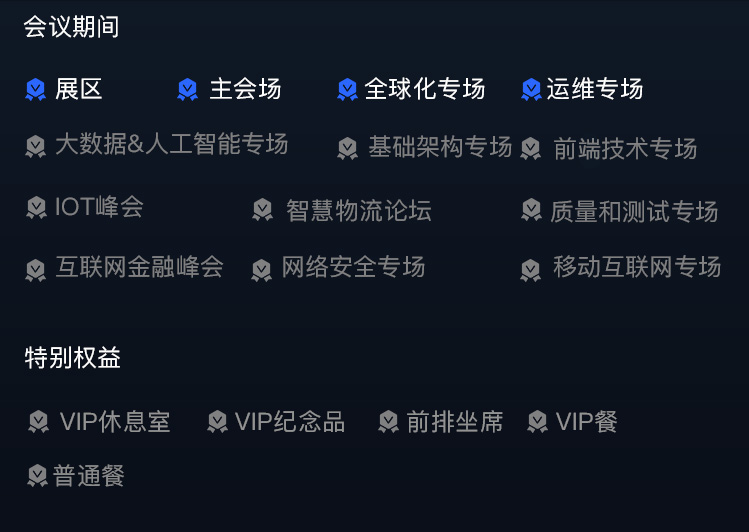 会议期间
展区 主会场 全球化专场 运维专场
大数据&人工智能专场 基础架构专场 前端技术专场
IOT峰会 智慧物流论坛 质量和测试专场
互联网金融峰会 网络安全专场 移动互联网专场
特别权益
VIP休息室 VIP纪念品 前排坐席 VIP餐
普通餐